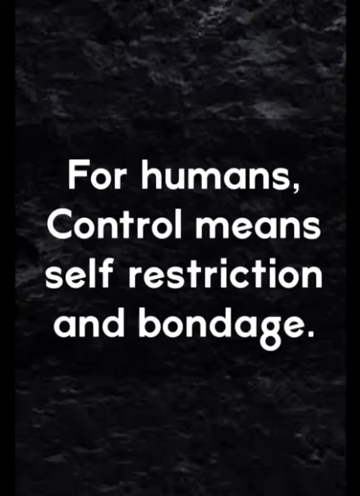 For humans,
Control means
self restriction
and bondage.